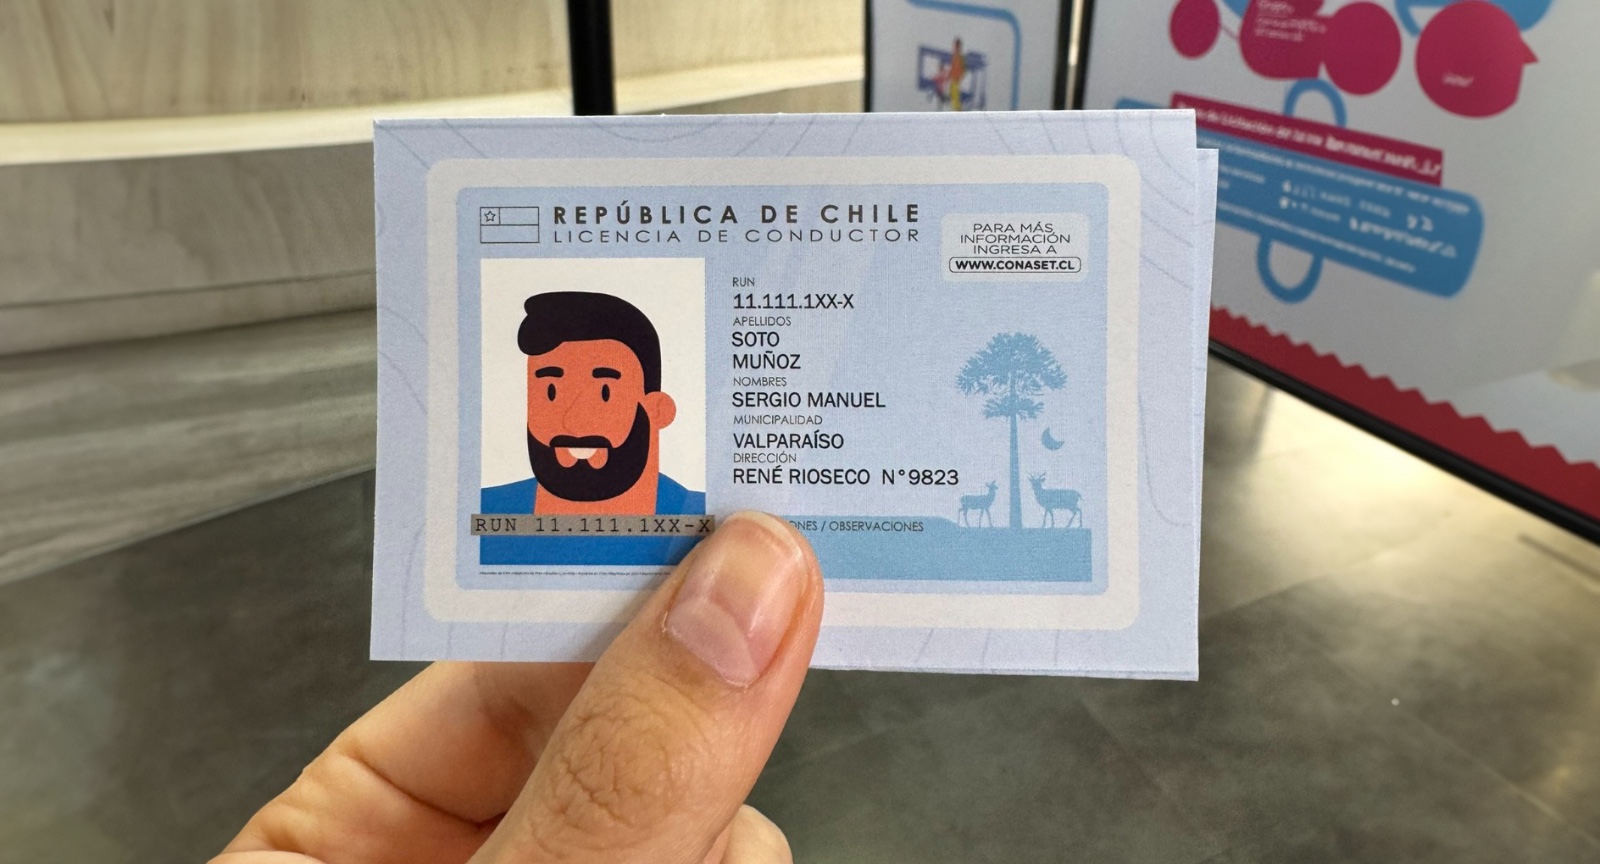 REPÚBLICA DE CHILE
LICENCIA DE CONDUCTOR
PARA MÁS
INFORMACIÓN
INGRESA A
WWW.CONASET.CL
RUN
11.111.1XX-X
APELLIDOS
SOTO
MUÑOZ
NOMBRES
SERGIO MANUEL
MUNICIPALIDAD
VALPARAÍSO
DIRECCIÓN
RENÉ RIOSECO N°9823
RUN 11.111.1XX-X
/ OBSERVACIONES